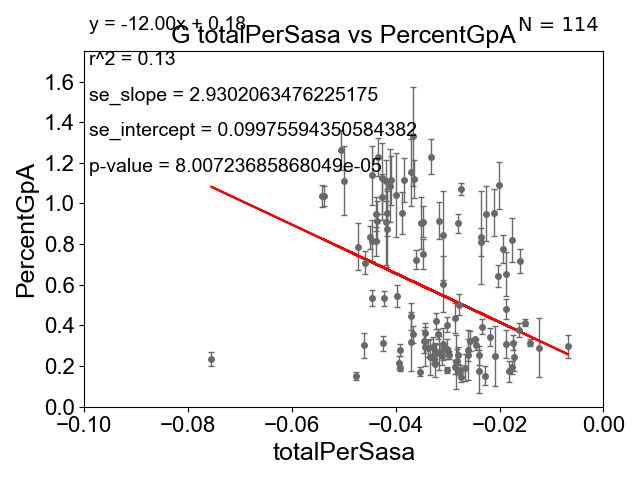 y = -12.00x + 0.18
N = 114
G totalPerSasa vs PercentGpA
r^2 = 0.13
se_slope = 2.9302063476225175
se_intercept = 0.09975594350584382
p-value = 8.00723685868049e-05
PercentGpA
1.6
1.4
1.2
1.0
0.8
0.6
0.4
0.2
0.0
−0.10
−0.08
−0.06
−0.04
−0.02
0.00
totalPerSasa